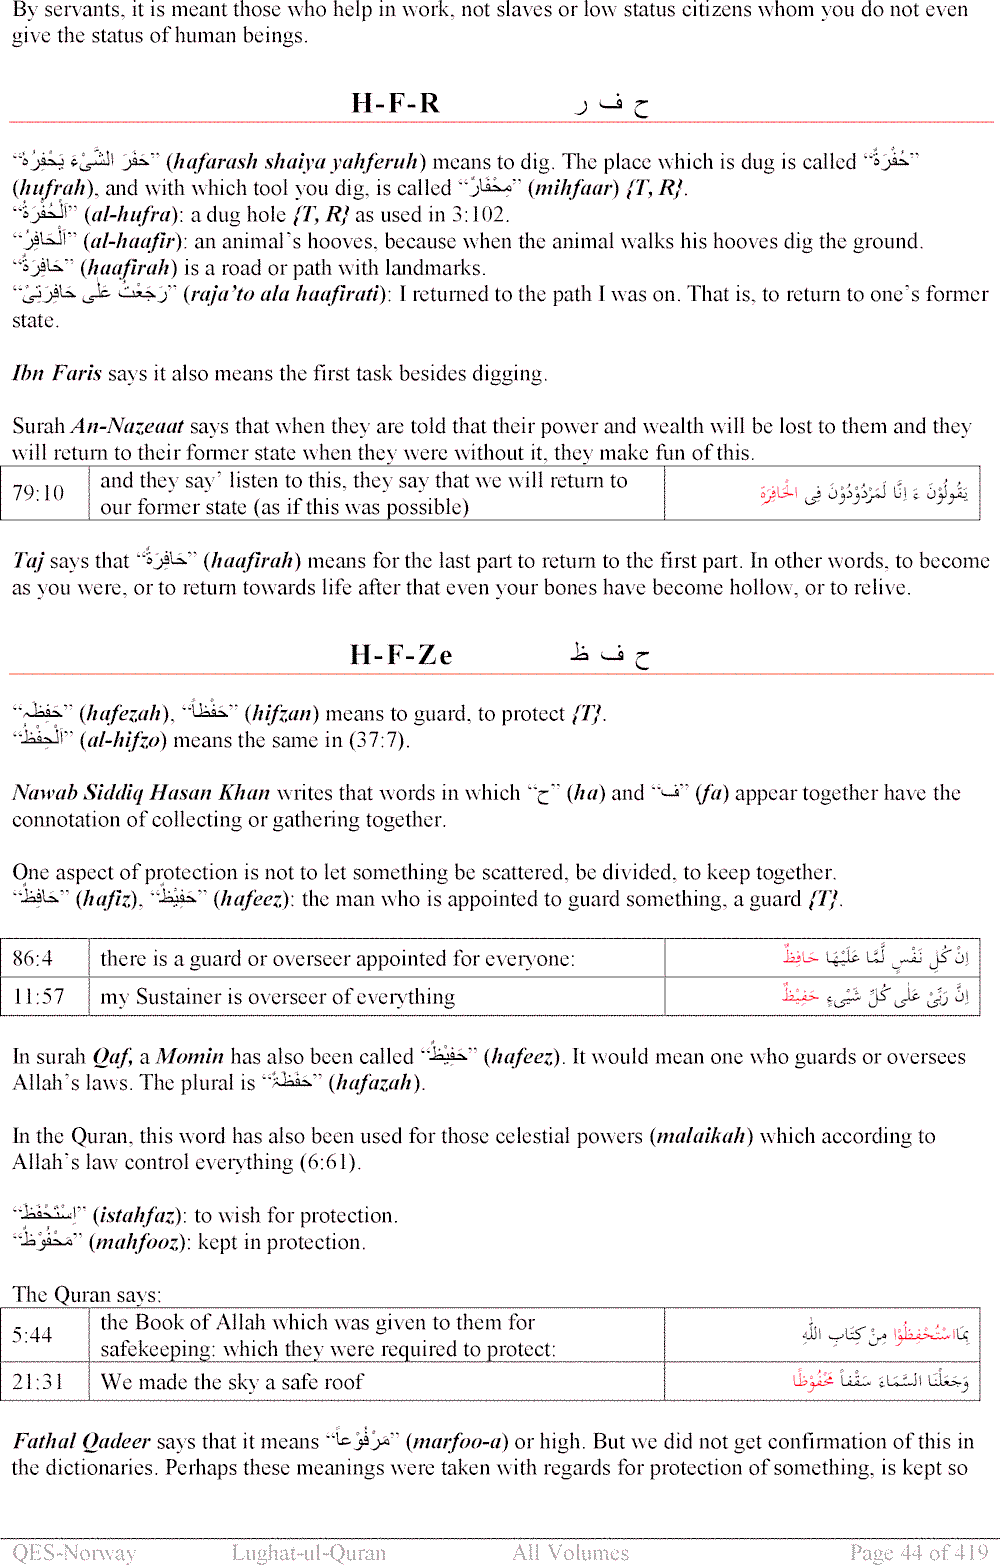 By servants, it is meant those who help in work, not slaves or low status citizens whom you do not even
give the status of human beings.
H-F-R ح ف ر
“حَفَرَ الشَّیْءَ یَحْفِرُہٗ” (hafarash shaiya yahferuh) means to dig. The place which is dug is called “حُفْرَۃٌ”
(hufrah), and with which tool you dig, is called “مِحْفَارٌ” (mihfaar) {T, R}.
“اَلْحُفْرَۃُ” (al-hufra): a dug hole {T, R} as used in 3:102.
“اَلْحَافِرُ” (al-haafir): an animal’s hooves, because when the animal walks his hooves dig the ground.
“حَافِرَۃٌ” (haafirah) is a road or path with landmarks.
“رَجَعْتُ عَلٰی حَافِرَتِیْ” (raja’to ala haafirati): I returned to the path I was on. That is, to return to one’s former
state.
Ibn Faris says it also means the first task besides digging.
Surah An-Nazeaat says that when they are told that their power and wealth will be lost to them and they
will return to their former state when they were without it, they make fun of this.
79:10 and they say’ listen to this, they say that we will return to
our former state (as if this was possible) یَقُولُوْنَ ءَ اِنَّا لَمَرْدُوْدُوْنَ فِی الْحَافِرَۃِ
Taj says that “حَافِرَۃٌ” (haafirah) means for the last part to return to the first part. In other words, to become
as you were, or to return towards life after that even your bones have become hollow, or to relive.
H-F-Ze ح ف ظ
“حَفِظَہٗ” (hafezah), “حَفْظاً” (hifzan) means to guard, to protect {T}.
“اَلْحِفْظُ” (al-hifzo) means the same in (37:7).
Nawab Siddiq Hasan Khan writes that words in which “ح” (ha) and “ف” (fa) appear together have the
connotation of collecting or gathering together.
One aspect of protection is not to let something be scattered, be divided, to keep together.
“حَافِظٌ” (hafiz), “حَفِیْظٌ” (hafeez): the man who is appointed to guard something, a guard {T}.
86:4 there is a guard or overseer appointed for everyone: اِنْ کُلِ نَفْسٍ لَّمَّا عَلَیْهَا حَافِظٌ
11:57 my Sustainer is overseer of everything اِنَّ رَبِّیْ عَلٰی کُلِّ شَیْیءٍ حَفِیْظٌ
In surah Qaf, a Momin has also been called “حَفِیْظٌ” (hafeez). It would mean one who guards or oversees
Allah’s laws. The plural is “حَفَظَۃٌ” (hafazah).
In the Quran, this word has also been used for those celestial powers (malaikah) which according to
Allah’s law control everything (6:61).
“اِسْتَحْفَظَ” (istahfaz): to wish for protection.
“مَحْفُوْظٌ” (mahfooz): kept in protection.
The Quran says:
5:44 the Book of Allah which was given to them for
safekeeping: which they were required to protect: بِمَااسْتُحْفِظُوْا مِنْ کِتَابِ اللّٰهِ
21:31 We made the sky a safe roof وَجَعَلْنَا السَّمَاءَ سَقْفاً مَّحْفُوْظًا
Fathal Qadeer says that it means “مَرْفُوْعاً” (marfoo-a) or high. But we did not get confirmation of this in
the dictionaries. Perhaps these meanings were taken with regards for protection of something, is kept so
QES-Norway Lughat-ul-Quran All Volumes Page 44 of 419